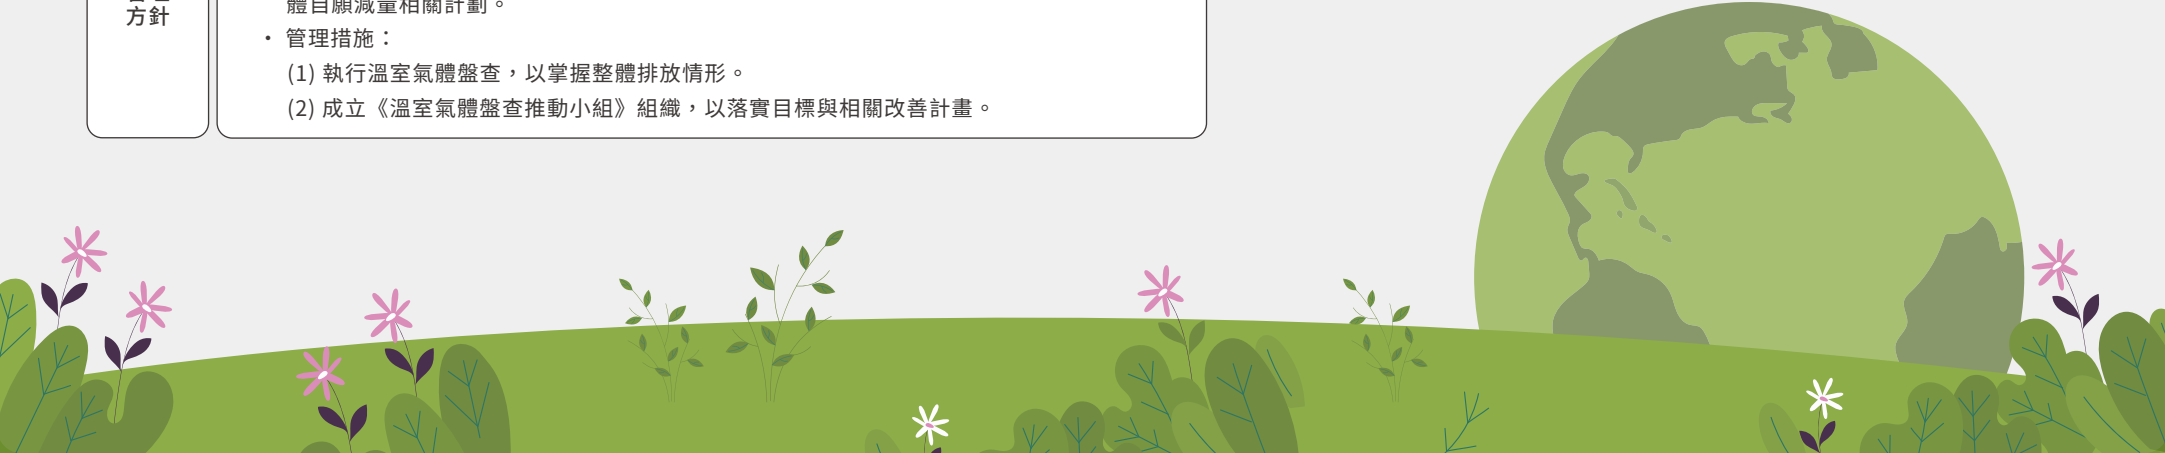 方針
體自願減量相關計劃。
• 管理措施：
(1) 執行溫室氣體盤查，以掌握整體排放情形。
(2) 成立《溫室氣體盤查推動小組》組織，以落實目標與相關改善計畫。